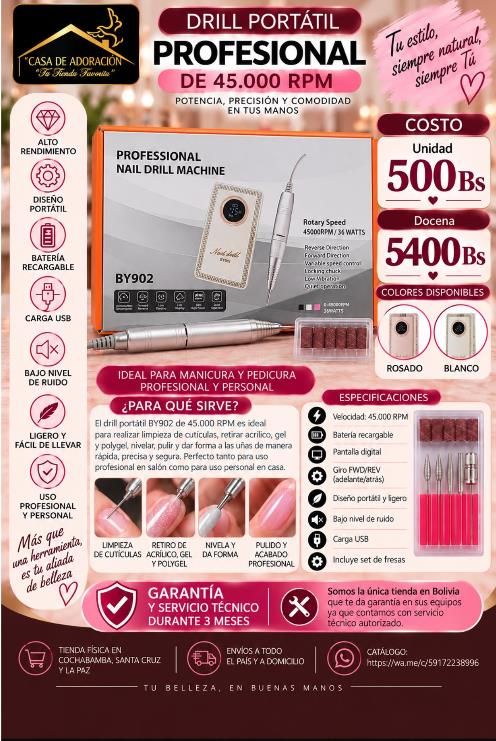 "CASA DE ADORACIÓN"
"Tu Tienda Favorita"
DRILL PORTÁTIL
PROFESIONAL
DE 45.000 RPM
POTENCIA, PRECISIÓN Y COMODIDAD
EN TUS MANOS
Tu estilo,
siempre natural,
siempre Tú
ALTO
RENDIMIENTO
DISEÑO
PORTÁTIL
BATERÍA
RECARGABLE
CARGA USB
BAJO NIVEL
DE RUIDO
LIGERO Y
FÁCIL DE LLEVAR
USO
PROFESIONAL
Y PERSONAL
Más que
una herramienta,
es tu aliada
de belleza
PROFESSIONAL
NAIL DRILL MACHINE
Nail drill
BY902
Rotary Speed
45000RPM / 36 WATTS
Reverse Direction
Forward Direction
Variable speed control
Locking chuck
Low Vibration
Quiet operation
0-45000RPM
36WATTS
COSTO
Unidad
500 Bs
Docena
5400 Bs
COLORES DISPONIBLES
ROSADO
BLANCO
IDEAL PARA MANICURA Y PEDICURA
PROFESIONAL Y PERSONAL
¿PARA QUÉ SIRVE?
El drill portátil BY902 de 45.000 RPM es ideal
para realizar limpieza de cutículas, retirar acrílico, gel
y polygel, nivelar, pulir y dar forma a las uñas de manera
rápida, precisa y segura. Perfecto tanto para uso
profesional en salón como para uso personal en casa.
LIMPIEZA
DE CUTÍCULAS
RETIRO DE
ACRÍLICO, GEL
Y POLYGEL
NIVELA Y
DA FORMA
PULIDO Y
ACABADO
PROFESIONAL
ESPECIFICACIONES
Velocidad: 45.000 RPM
Batería recargable
Pantalla digital
Giro FWD/REV
(adelante/atrás)
Diseño portátil y ligero
Bajo nivel de ruido
Carga USB
Incluye set de fresas
GARANTÍA
Y SERVICIO TÉCNICO
DURANTE 3 MESES
Somos la única tienda en Bolivia
que te da garantía en sus equipos
ya que contamos con servicio
técnico autorizado.
TIENDA FÍSICA EN
COCHABAMBA, SANTA CRUZ
Y LA PAZ
ENVÍOS A TODO
EL PAÍS Y A DOMICILIO
CATÁLOGO:
https://wa.me/c/59172238996
TU BELLEZA, EN BUENAS MANOS